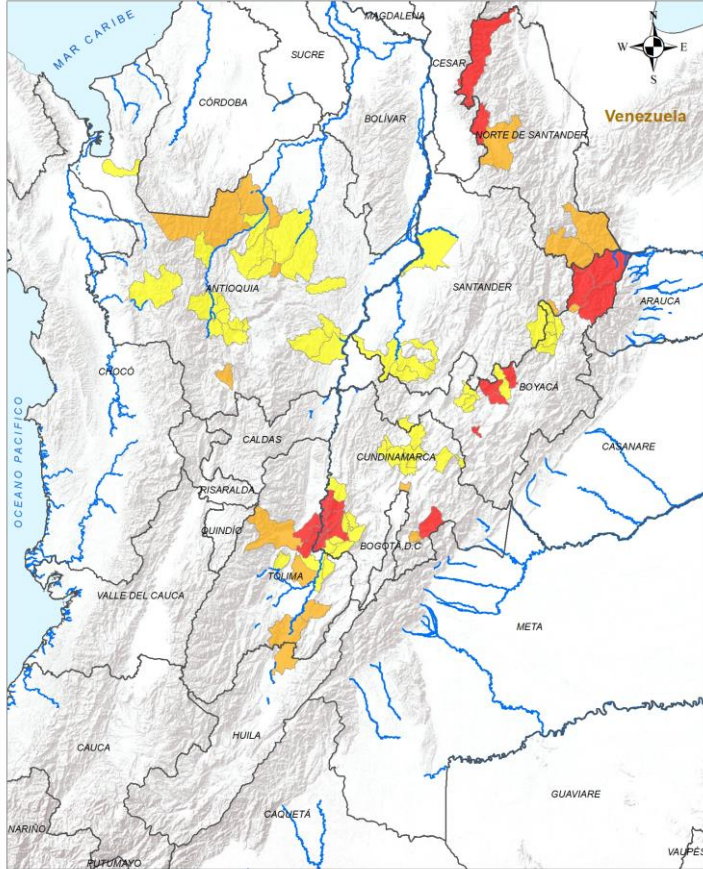 MAGDALENA
N
MAR CARIBE
SUCRE
W
E
CESAR
S
CÓRDOBA
BOLÍVAR
Venezuela
NORTE DE SANTANDER
ANTIOQUIA
SANTANDER
ARAUCA
CHOCÓ
BOYACÁ
OCEANO PACIFICO
CALDAS
CASANARE
CUNDINAMARCA
RISARALDA
QUINDÍO
BOGOTÁ, D.C
TOLIMA
VALLE DEL CAUCA
META
HUILA
CAUCA
GUAVIARE
CAQUETÁ
NARIÑO
VAUPÉS
PUTUMAYO